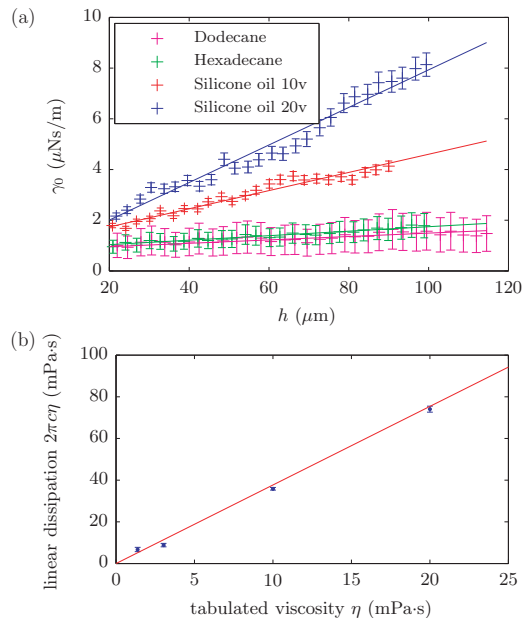 (a)
Dodecane
Hexadecane
Silicone oil 10v
Silicone oil 20v
10
8
6
4
2
0
γ₀ (μNs/m)
20 40 60 80 100 120
h (μm)
(b)
100
80
60
40
20
0
linear dissipation 2πcη (mPa·s)
0 5 10 15 20 25
tabulated viscosity η (mPa·s)